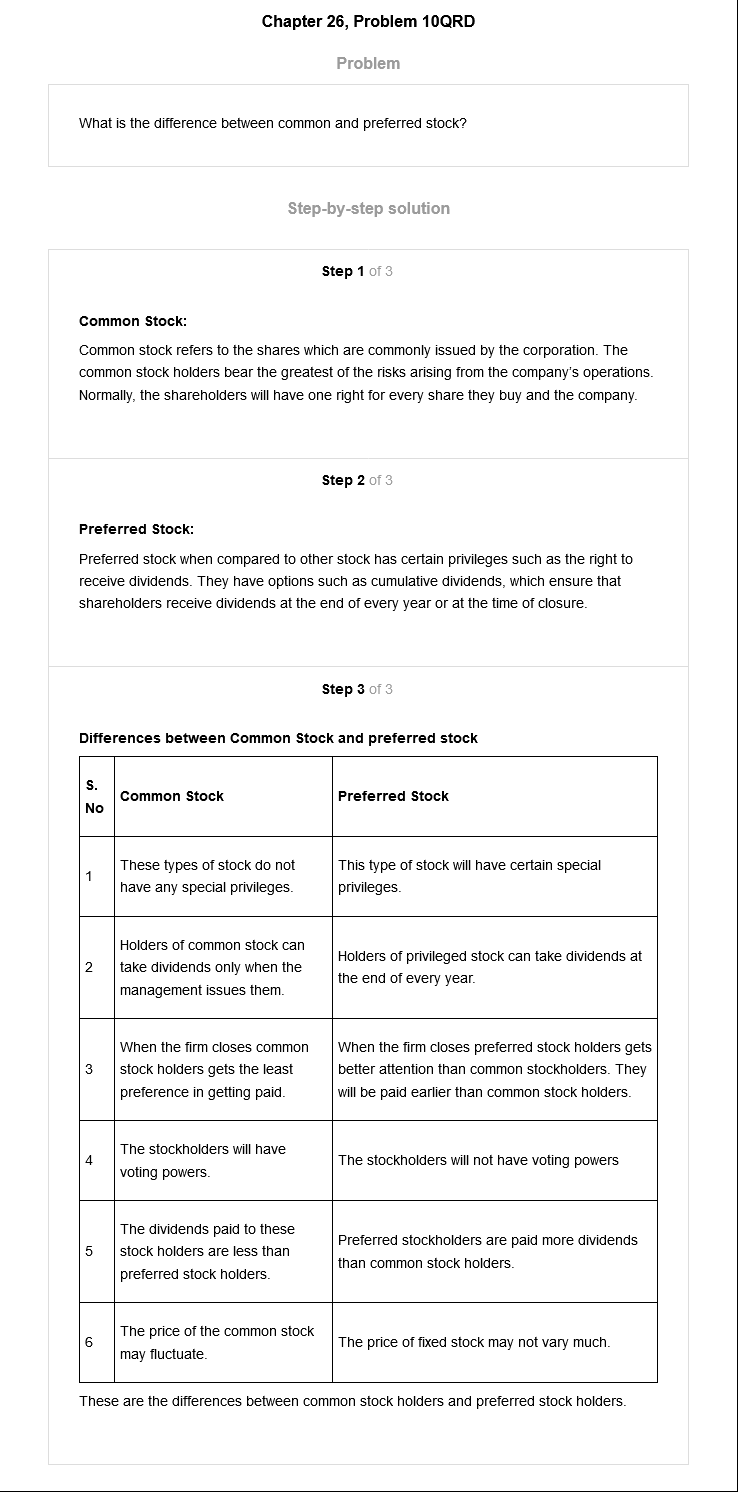 Chapter 26, Problem 10QRD
Problem
What is the difference between common and preferred stock?
Step-by-step solution
Step 1 of 3
Common Stock:
Common stock refers to the shares which are commonly issued by the corporation. The
common stock holders bear the greatest of the risks arising from the company's operations.
Normally, the shareholders will have one right for every share they buy and the company.
Step 2 of 3
Preferred Stock:
Preferred stock when compared to other stock has certain privileges such as the right to
receive dividends. They have options such as cumulative dividends, which ensure that
shareholders receive dividends at the end of every year or at the time of closure.
Step 3 of 3
Differences between Common Stock and preferred stock
S.
No
Common Stock
Preferred Stock
1
These types of stock do not
have any special privileges.
This type of stock will have certain special
privileges.
2
Holders of common stock can
take dividends only when the
management issues them.
Holders of privileged stock can take dividends at
the end of every year.
3
When the firm closes common
stock holders gets the least
preference in getting paid.
When the firm closes preferred stock holders gets
better attention than common stockholders. They
will be paid earlier than common stock holders.
4
The stockholders will have
voting powers.
The stockholders will not have voting powers
5
The dividends paid to these
stock holders are less than
preferred stock holders.
Preferred stockholders are paid more dividends
than common stock holders.
6
The price of the common stock
may fluctuate.
The price of fixed stock may not vary much.
These are the differences between common stock holders and preferred stock holders.